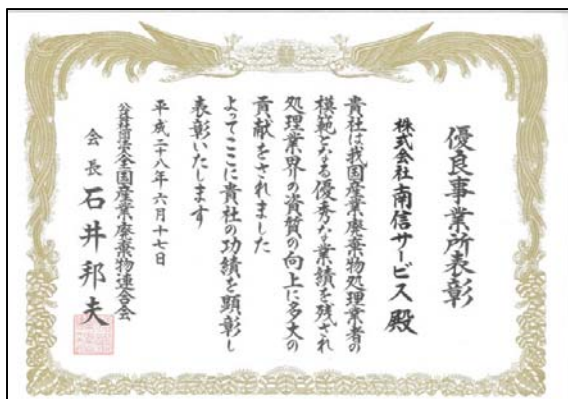 優良事業所表彰
株式会社南信サービス殿
貴社は我国産業廃棄物処理業者の
模範となる優秀な業績を残され
処理業界の資質の向上に多大の
貢献をされました
よってここに貴社の功績を顕彰し
表彰いたします
平成二十八年六月十七日
公益社団法人全国産業廃棄物連合会
会長石井邦夫